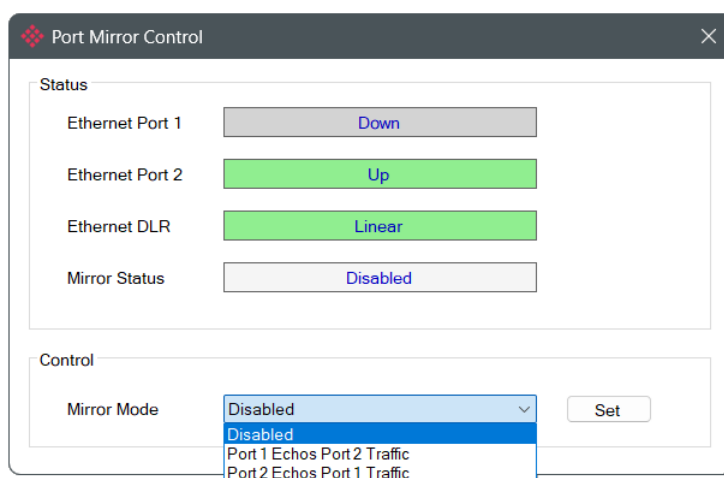 Port Mirror Control
Status
Ethernet Port 1 Down
Ethernet Port 2 Up
Ethernet DLR Linear
Mirror Status Disabled
Control
Mirror Mode Disabled Set
Disabled
Port 1 Echos Port 2 Traffic
Port 2 Echos Port 1 Traffic